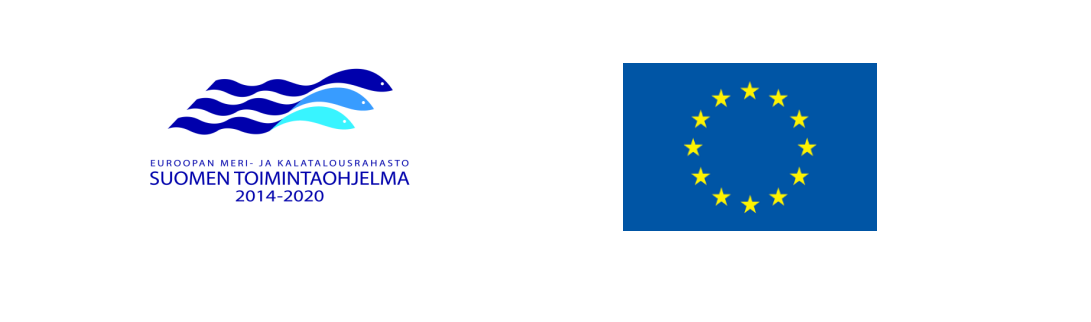 EUROOPAN MERI- JA KALATALOUSRAHASTO
SUOMEN TOIMINTAOHJELMA
2014-2020